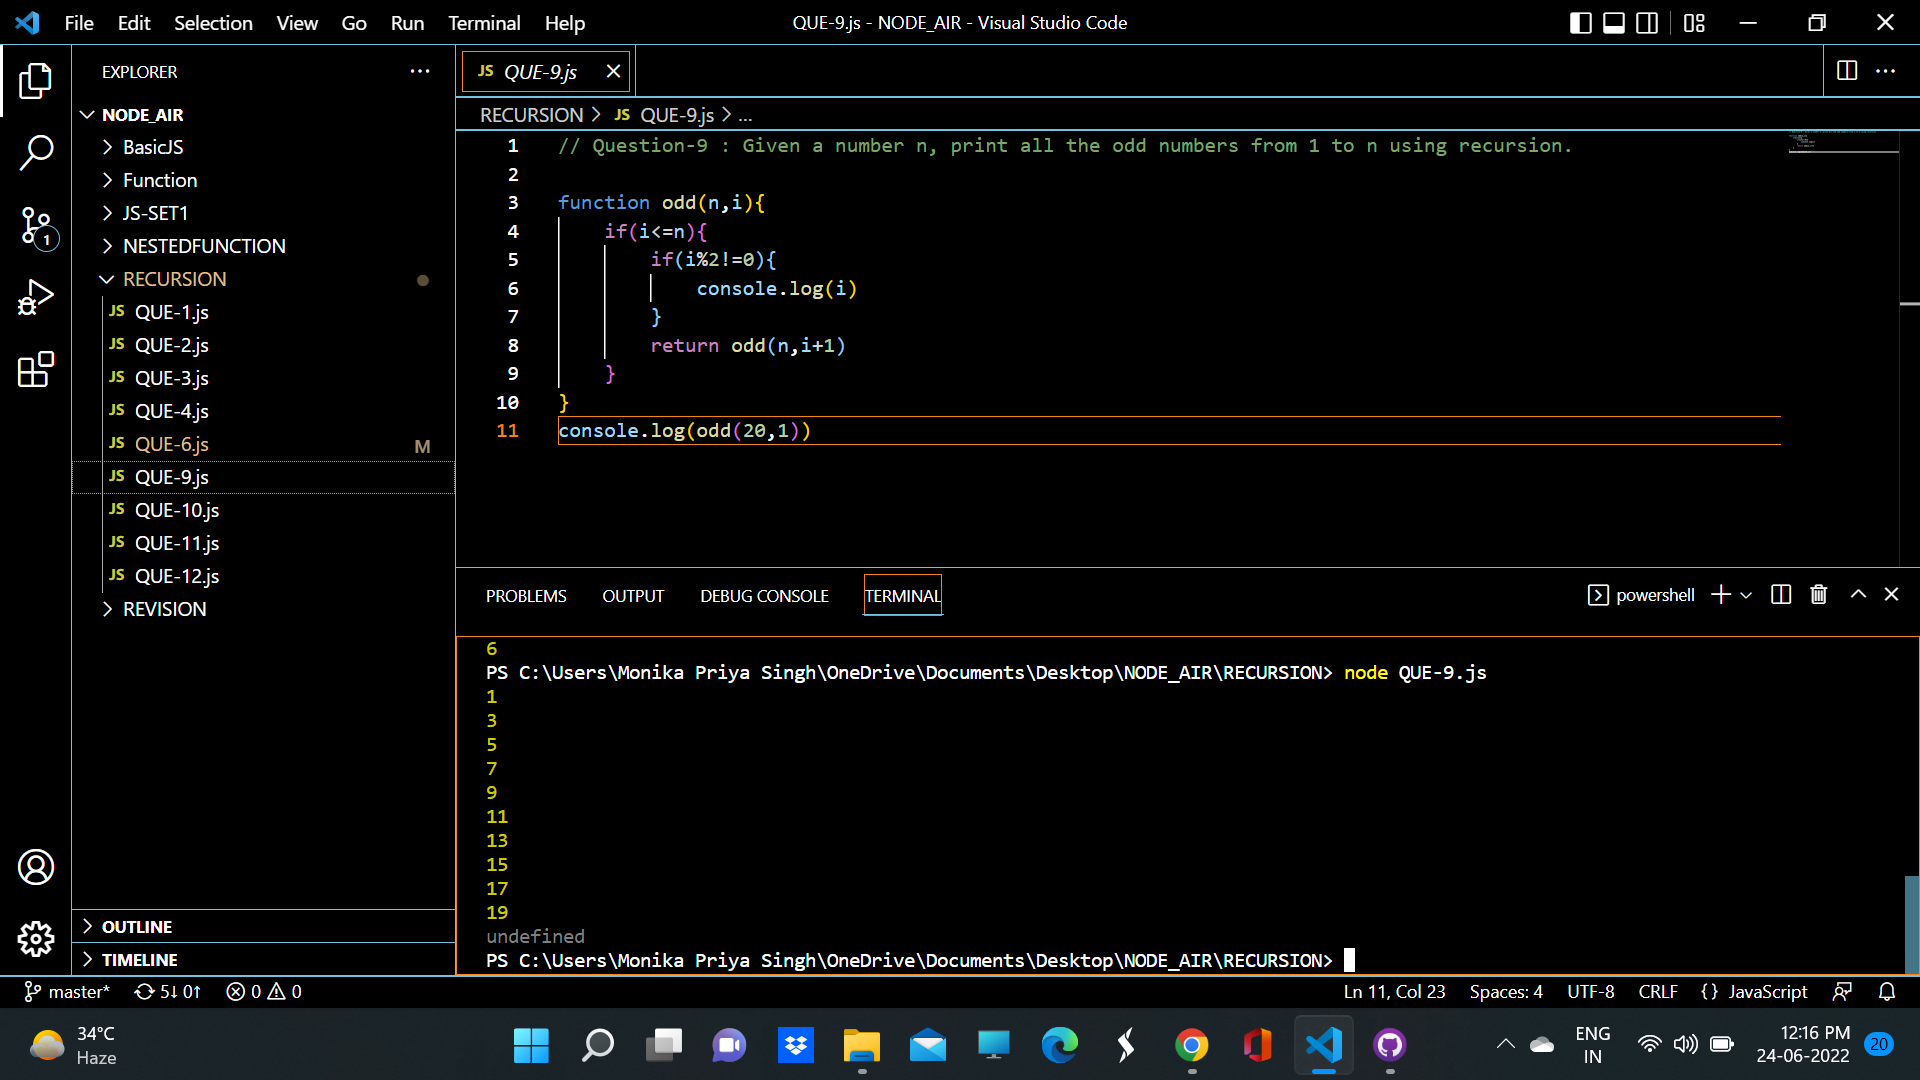 File Edit Selection View Go Run Terminal Help
QUE-9.js - NODE_AIR - Visual Studio Code
EXPLORER
NODE_AIR
BasicJS
Function
JS-SET1
NESTEDFUNCTION
RECURSION
JS QUE-1.js
JS QUE-2.js
JS QUE-3.js
JS QUE-4.js
JS QUE-6.js M
JS QUE-9.js
JS QUE-10.js
JS QUE-11.js
JS QUE-12.js
REVISION
OUTLINE
TIMELINE
1
JS QUE-9.js
RECURSION > JS QUE-9.js > ...
1 // Question-9 : Given a number n, print all the odd numbers from 1 to n using recursion.
2
3 function odd(n,i){
4 if(i<=n){
5 if(i%2!=0){
6 console.log(i)
7 }
8 return odd(n,i+1)
9 }
10 }
11 console.log(odd(20,1))
PROBLEMS OUTPUT DEBUG CONSOLE TERMINAL
powershell
6
PS C:\Users\Monika Priya Singh\OneDrive\Documents\Desktop\NODE_AIR\RECURSION> node QUE-9.js
1
3
5
7
9
11
13
15
17
19
undefined
PS C:\Users\Monika Priya Singh\OneDrive\Documents\Desktop\NODE_AIR\RECURSION>
master* 5↓ 0↑ 0 0
Ln 11, Col 23 Spaces: 4 UTF-8 CRLF {} JavaScript
34°C
Haze
ENG
IN
12:16 PM
24-06-2022
20